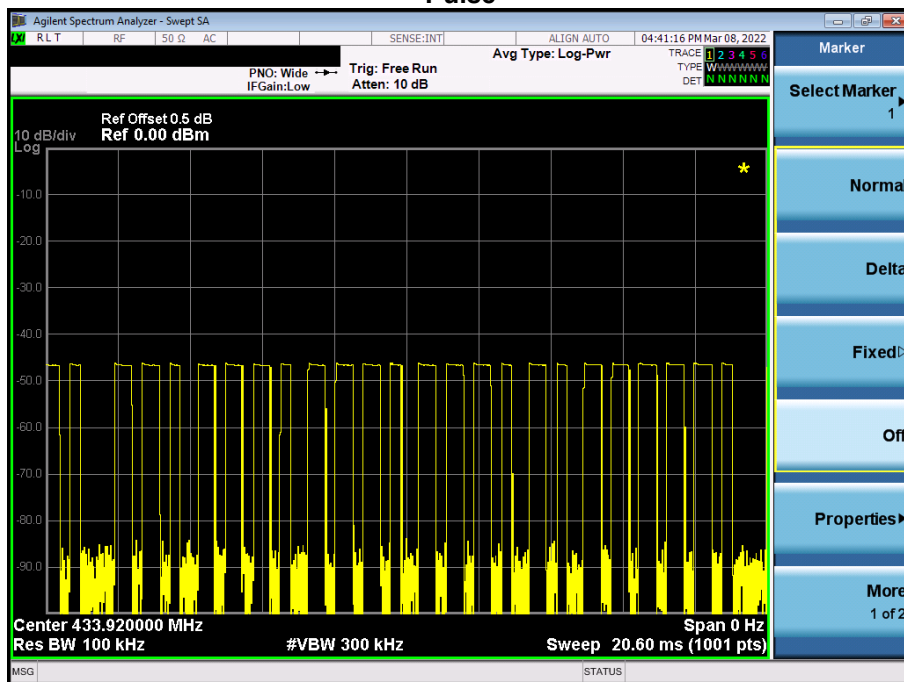 Agilent Spectrum Analyzer - Swept SA
LXI RLT RF 50 Ω AC SENSE:INT ALIGN AUTO 04:41:16 PM Mar 08, 2022
Marker
Avg Type: Log-Pwr TRACE 1 2 3 4 5 6
PNO: Wide Trig: Free Run TYPE WWWWWW
IFGain:Low Atten: 10 dB DET N N N N N N
Select Marker
1
Ref Offset 0.5 dB
10 dB/div Ref 0.00 dBm
Log
-10.0
-20.0
-30.0
-40.0
-50.0
-60.0
-70.0
-80.0
-90.0
*
Normal
Delta
Fixed
Off
Properties
More
1 of 2
Center 433.920000 MHz Span 0 Hz
Res BW 100 kHz #VBW 300 kHz Sweep 20.60 ms (1001 pts)
MSG STATUS